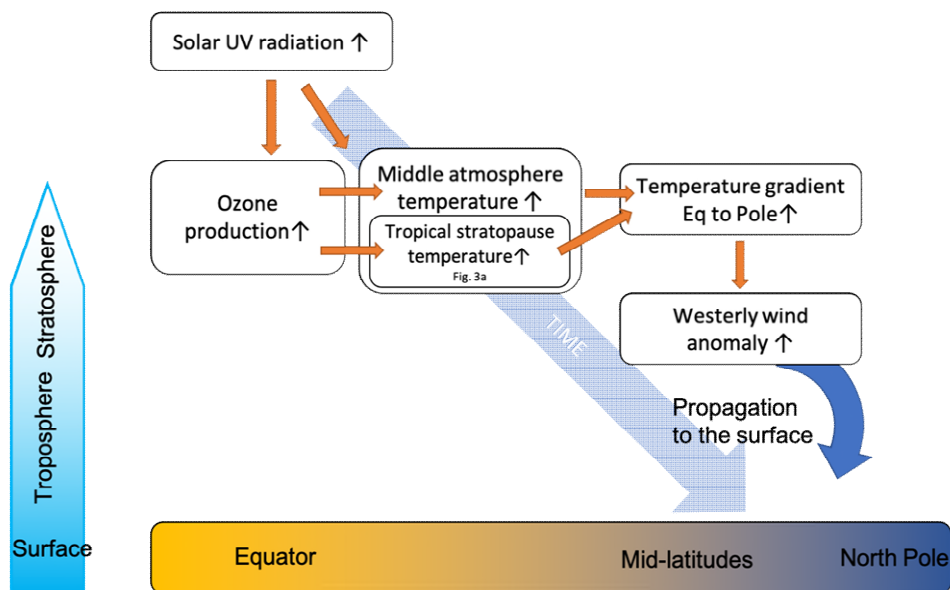 Solar UV radiation ↑
Ozone
production↑
Middle atmosphere
temperature ↑
Tropical stratopause
temperature↑
Fig. 3a
Temperature gradient
Eq to Pole↑
Westerly wind
anomaly ↑
TIME
Propagation
to the surface
Stratosphere
Troposphere
Surface
Equator
Mid-latitudes
North Pole